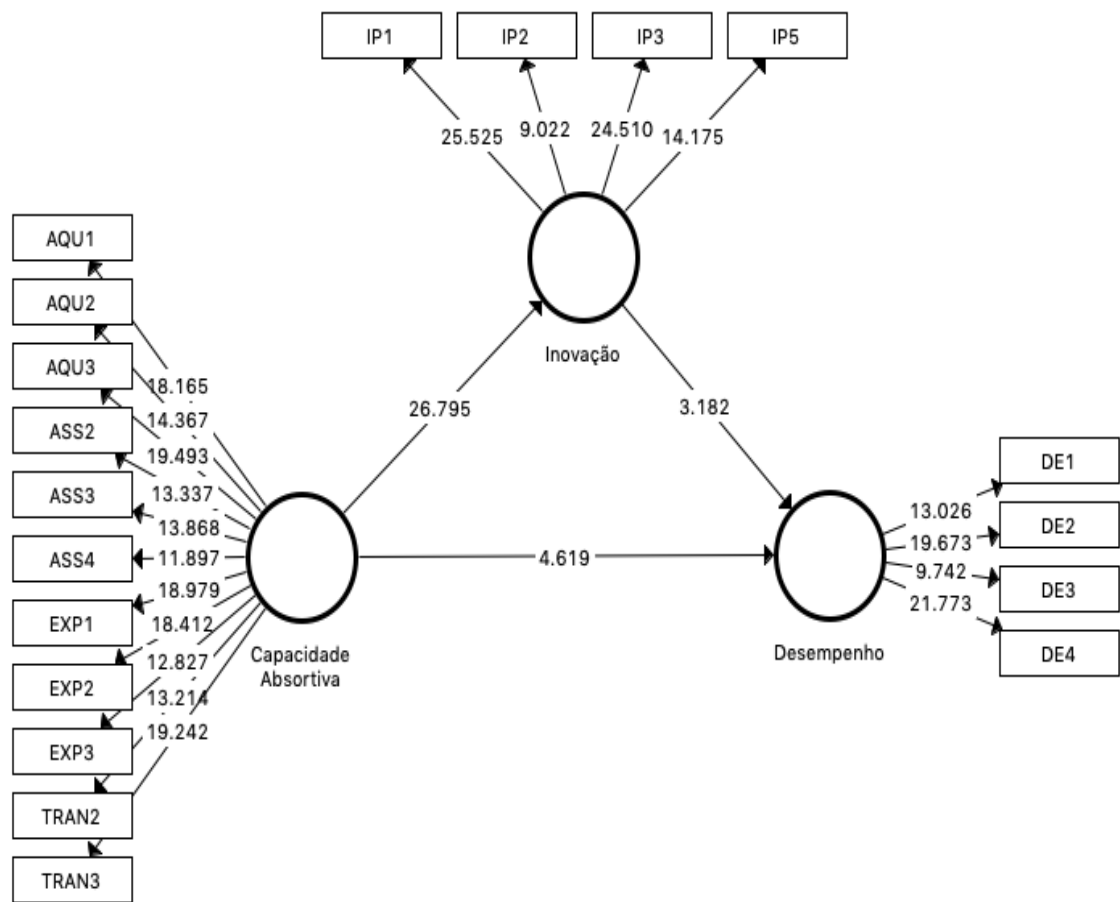 IP1
IP2
IP3
IP5
25.525
9.022
24.510
14.175
Inovação
AQU1
AQU2
AQU3
ASS2
ASS3
ASS4
EXP1
EXP2
EXP3
TRAN2
TRAN3
18.165
14.367
19.493
13.337
13.868
11.897
18.979
18.412
12.827
13.214
19.242
Capacidade
Absortiva
26.795
3.182
4.619
Desempenho
13.026
19.673
9.742
21.773
DE1
DE2
DE3
DE4